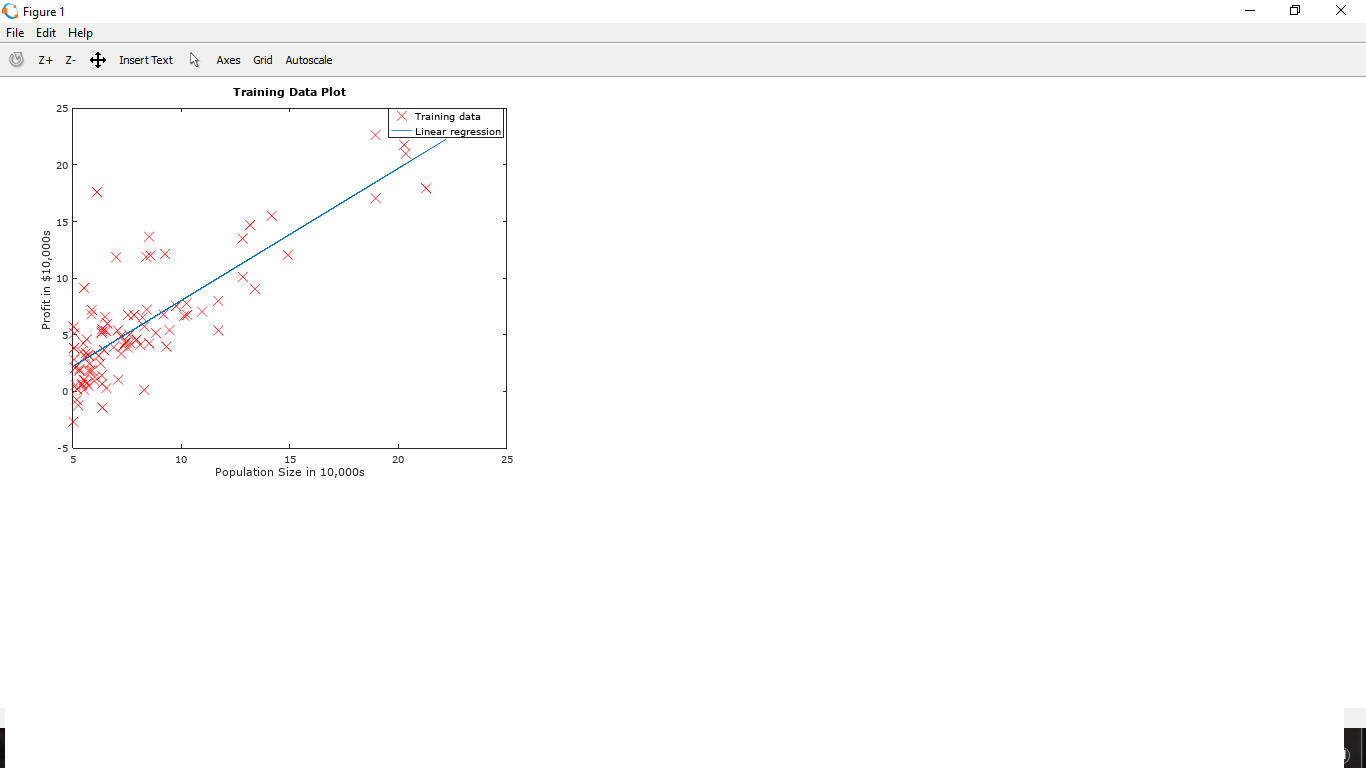 Figure 1
File Edit Help
Z+ Z- Insert Text Axes Grid Autoscale
Training Data Plot
Training data
Linear regression
25
20
15
10
5
0
-5
Profit in $10,000s
5 10 15 20 25
Population Size in 10,000s